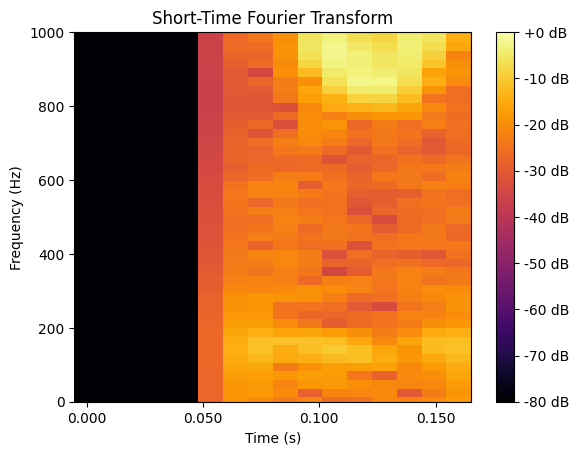 Short-Time Fourier Transform
1000
800
600
400
200
0
Frequency (Hz)
0.000
0.050
0.100
0.150
Time (s)
+0 dB
-10 dB
-20 dB
-30 dB
-40 dB
-50 dB
-60 dB
-70 dB
-80 dB